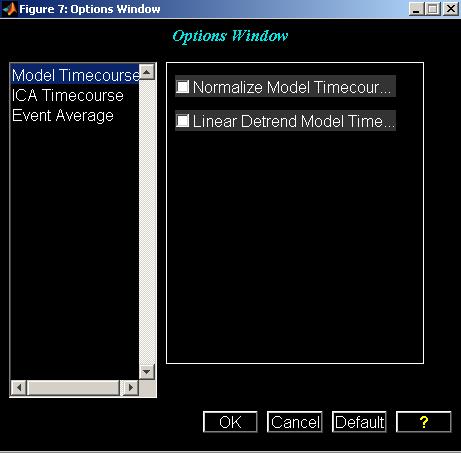 Figure 7: Options Window
Options Window
Model Timecourse
ICA Timecourse
Event Average
Normalize Model Timecour...
Linear Detrend Model Time...
OK
Cancel
Default
?